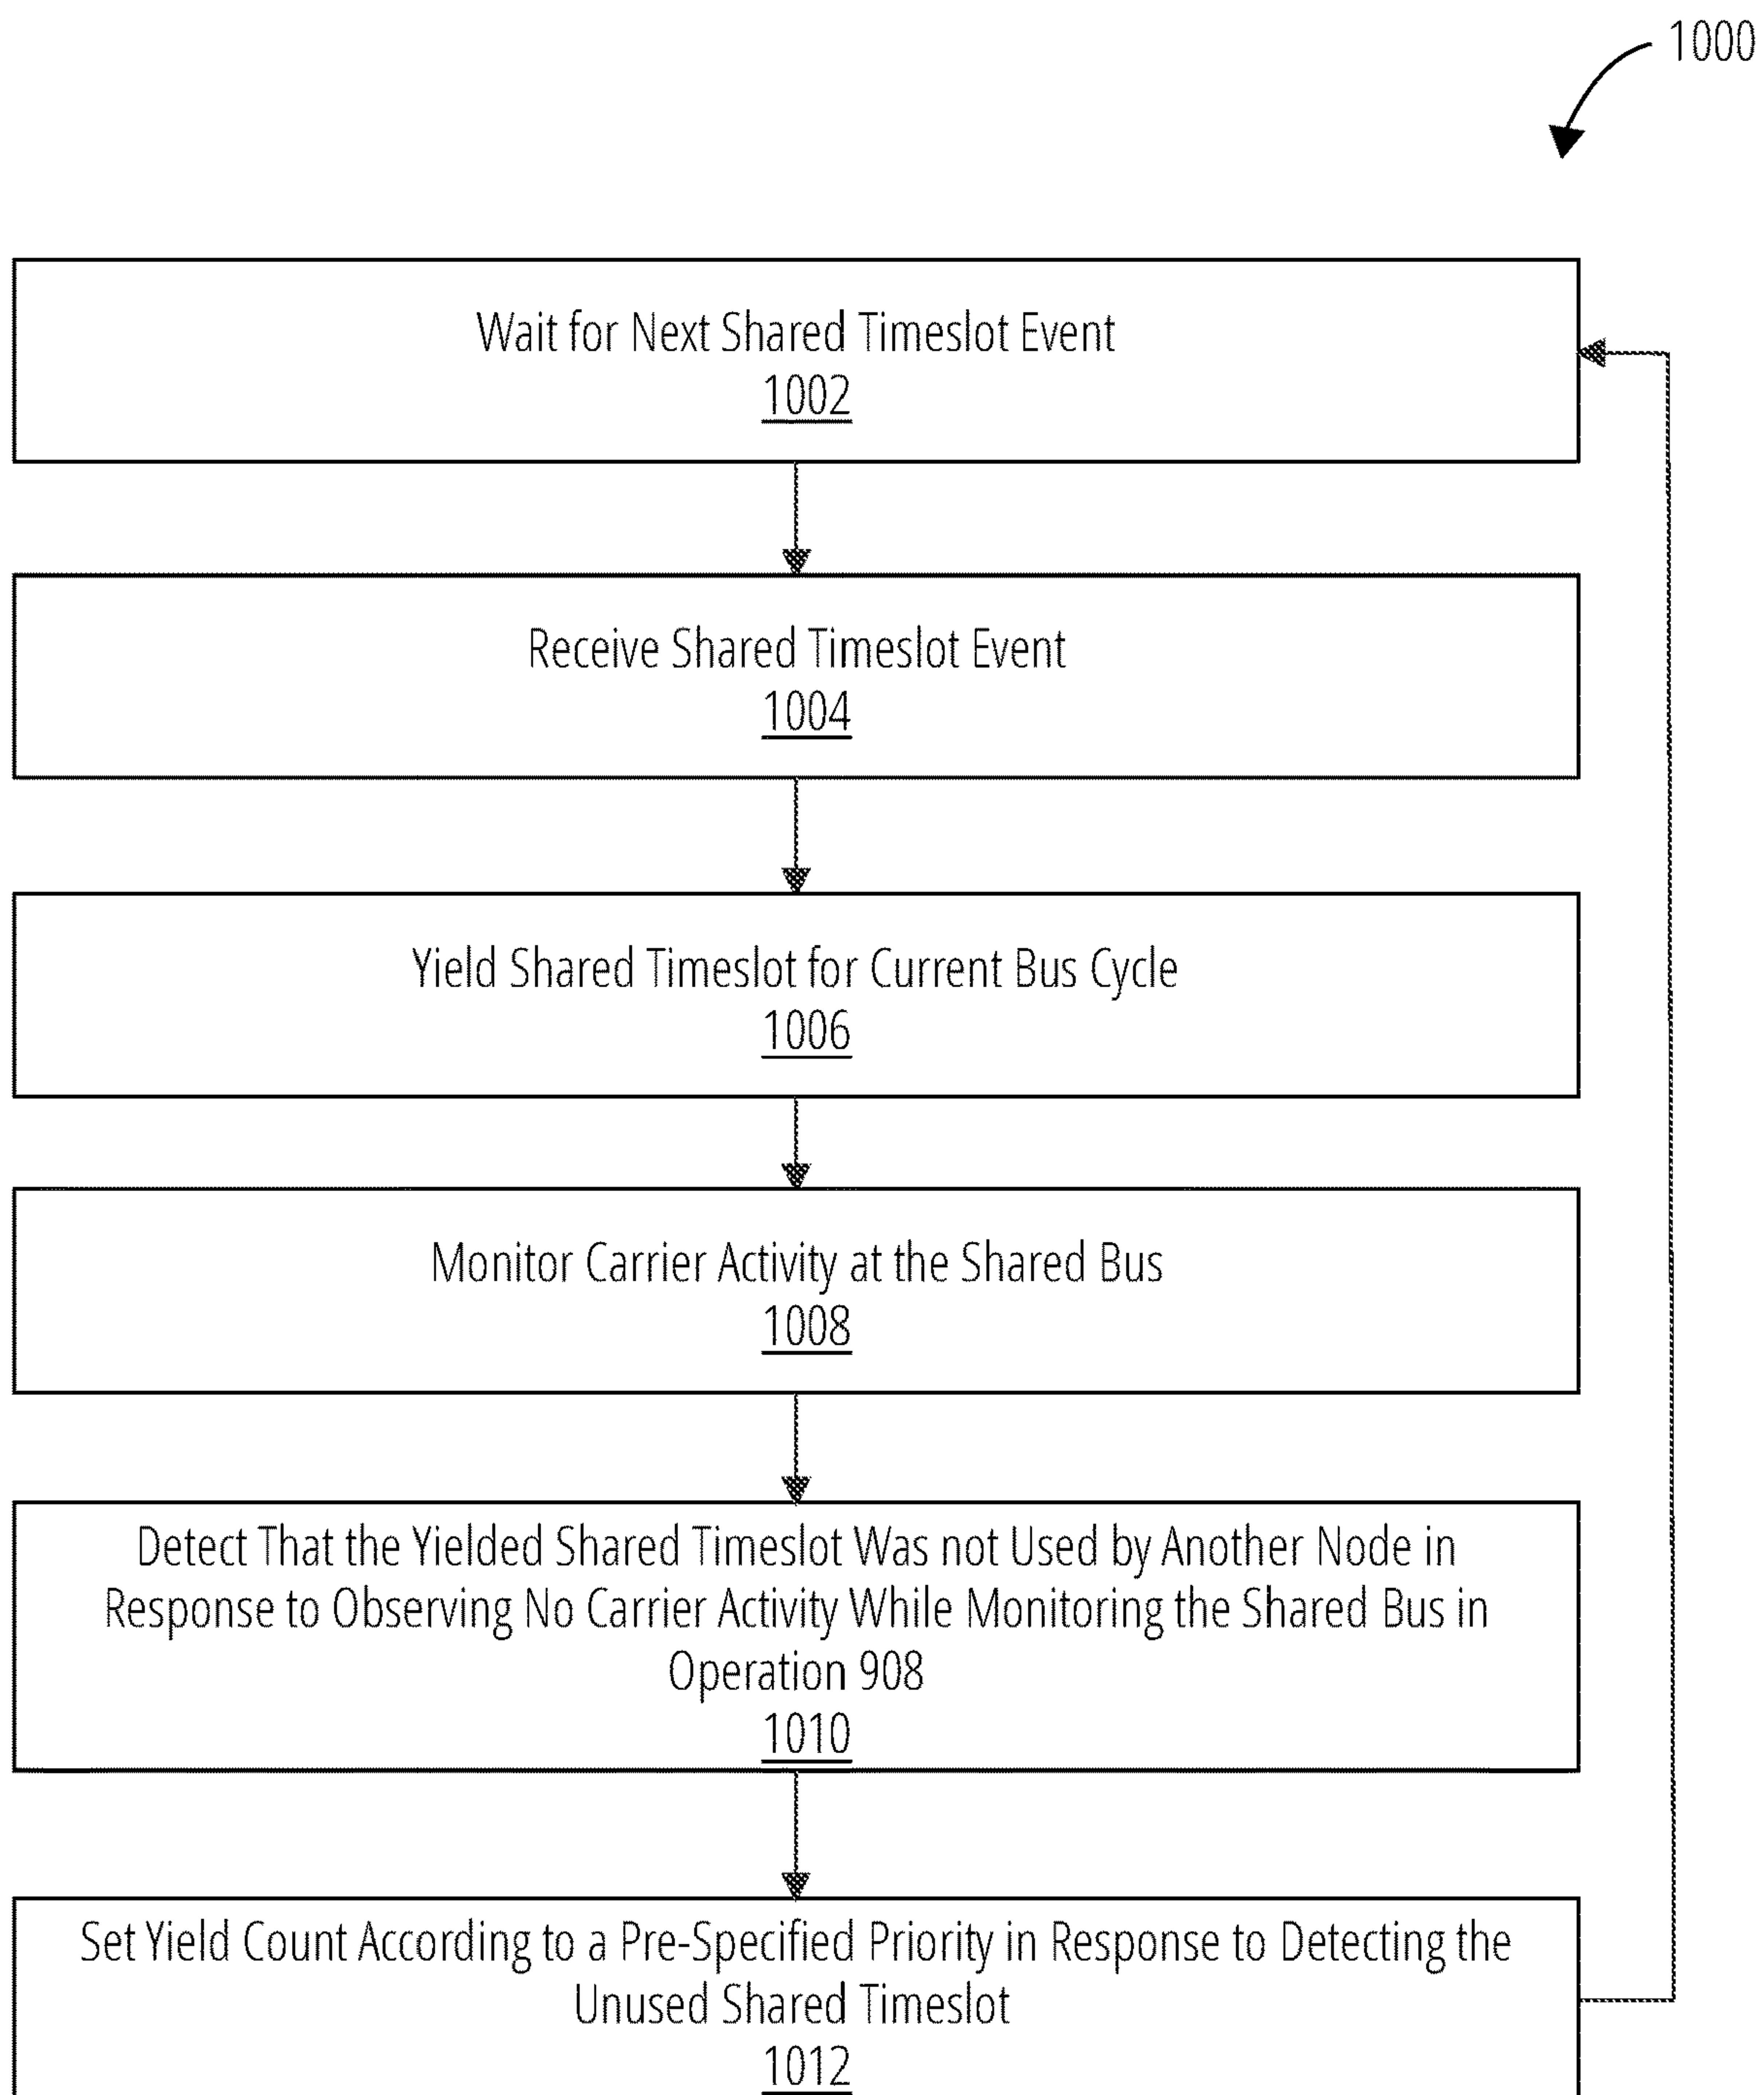 1000
Wait for Next Shared Timeslot Event
1002
Receive Shared Timeslot Event
1004
Yield Shared Timeslot for Current Bus Cycle
1006
Monitor Carrier Activity at the Shared Bus
1008
Detect That the Yielded Shared Timeslot Was not Used by Another Node in
Response to Observing No Carrier Activity While Monitoring the Shared Bus in
Operation 908
1010
Set Yield Count According to a Pre-Specified Priority in Response to Detecting the
Unused Shared Timeslot
1012